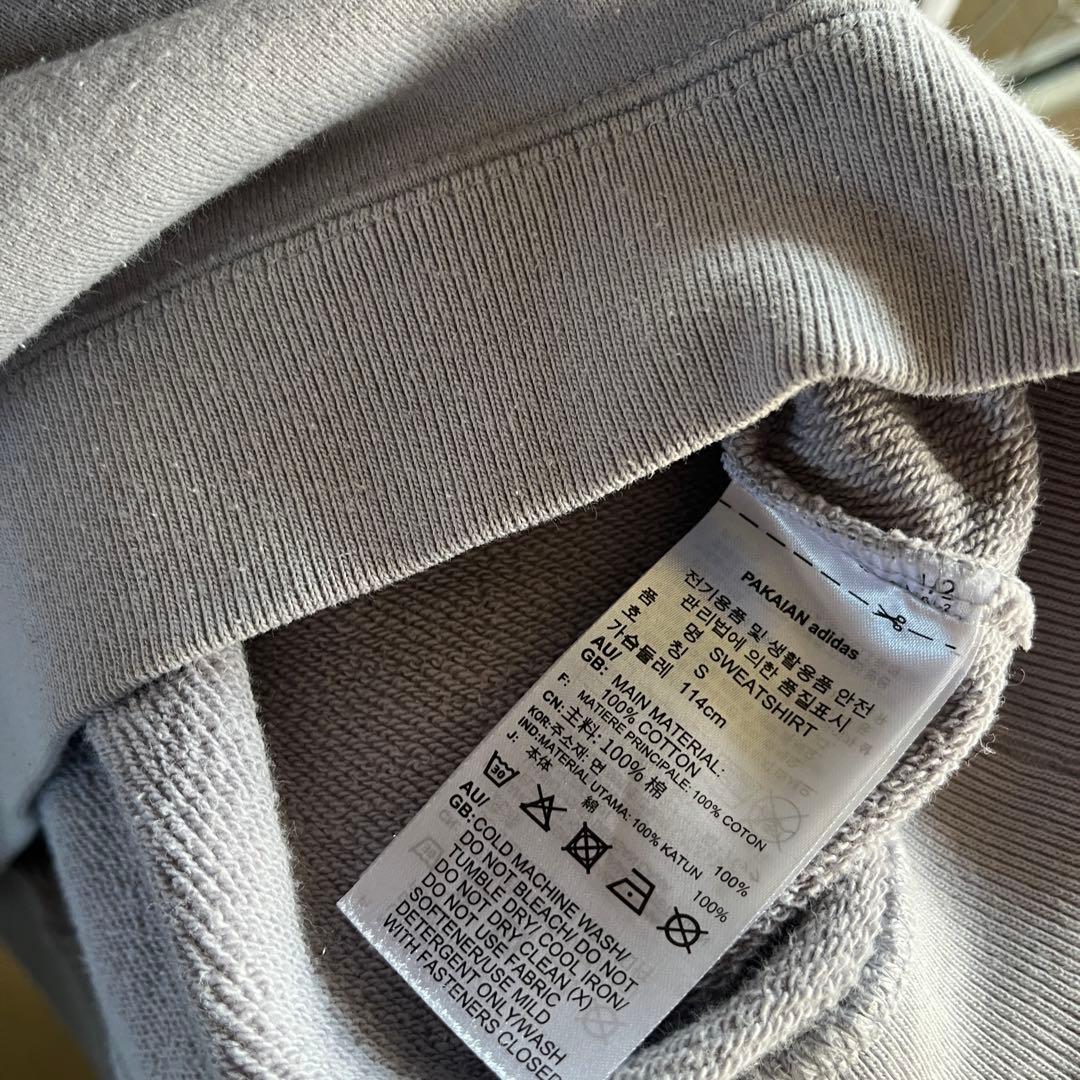 1/2
PAKAIAN adidas
전기용품 및 생활용품 안전
관리법에 의한 품질표시
품 명 SWEATSHIRT
호 칭 S
가슴둘레 114cm
AU/
GB: MAIN MATERIAL:
100% COTTON
F: MATIERE PRINCIPALE: 100% COTON
CN: 主料: 100% 棉
KOR: 주소재: 면 100%
IND: MATERIAL UTAMA: 100% KATUN
J: 本体 綿 100%
30
AU/
GB: COLD MACHINE WASH/
DO NOT BLEACH/ DO NOT
TUMBLE DRY/ COOL IRON/
DO NOT DRY CLEAN (X)
DO NOT USE FABRIC
SOFTENER/USE MILD
DETERGENT ONLY/WASH
WITH FASTENERS CLOSED